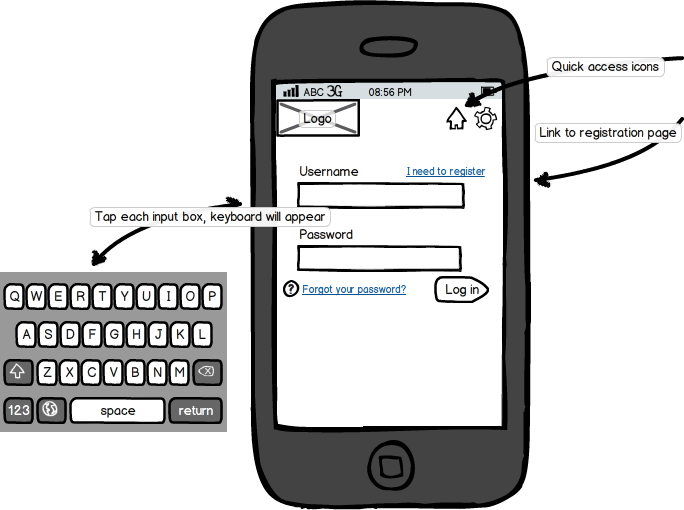 Quick access icons
ABC 3G 08:56 PM
Logo
Link to registration page
Username I need to register
Tap each input box, keyboard will appear
Password
Forgot your password? Log in
?
Q W E R T Y U I O P
A S D F G H J K L
Z X C V B N M
123 space return